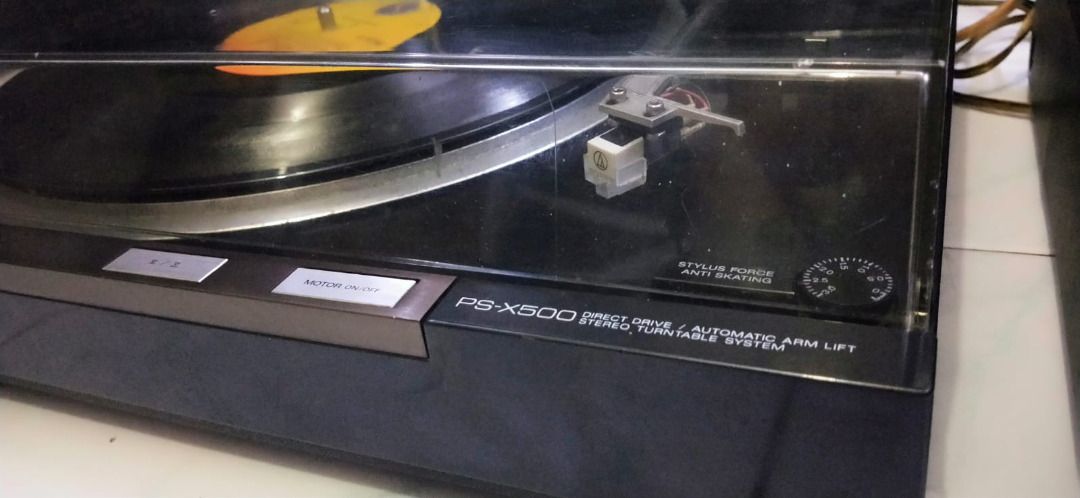 STYLUS FORCE
ANTI SKATING
MOTOR ON/OFF
PS-X500 DIRECT DRIVE / AUTOMATIC ARM LIFT
STEREO TURNTABLE SYSTEM